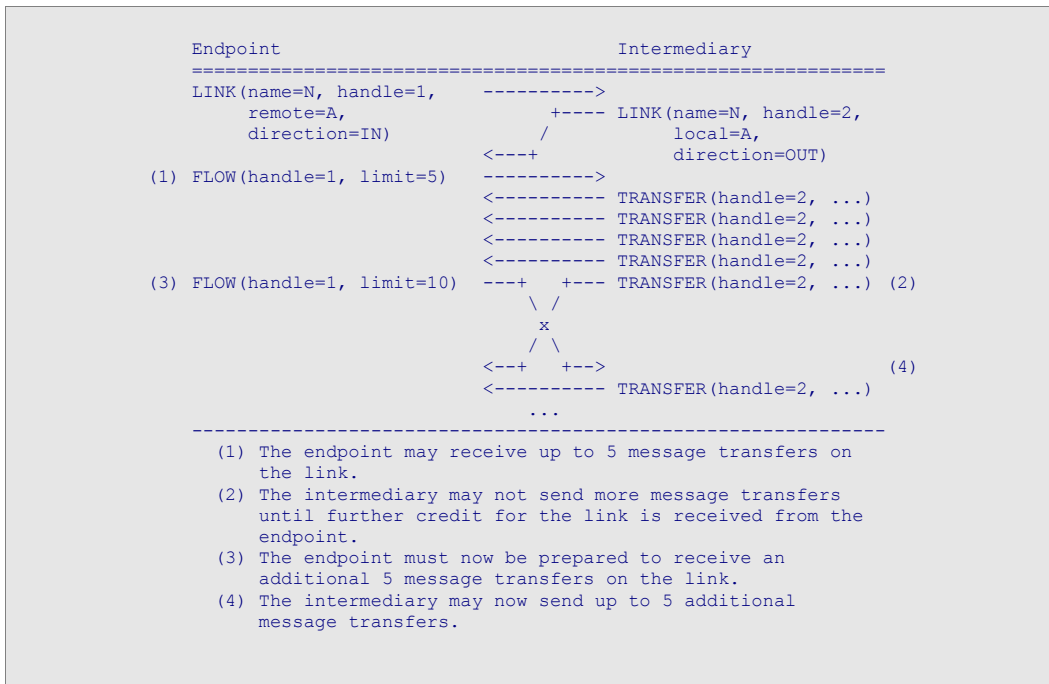 Endpoint                              Intermediary
==============================================================
LINK(name=N, handle=1,    ---------->
     remote=A,                  +---- LINK(name=N, handle=2,
     direction=IN)             /           local=A,
                          <---+            direction=OUT)
(1) FLOW(handle=1, limit=5)   ---------->
                          <---------- TRANSFER(handle=2, ...)
                          <---------- TRANSFER(handle=2, ...)
                          <---------- TRANSFER(handle=2, ...)
                          <---------- TRANSFER(handle=2, ...)
(3) FLOW(handle=1, limit=10)  ---+   +--- TRANSFER(handle=2, ...) (2)
                              \ /
                               x
                              / \
                          <--+   +-->                         (4)
                          <---------- TRANSFER(handle=2, ...)
                              ...
--------------------------------------------------------------
(1) The endpoint may receive up to 5 message transfers on
the link.
(2) The intermediary may not send more message transfers
until further credit for the link is received from the
endpoint.
(3) The endpoint must now be prepared to receive an
additional 5 message transfers on the link.
(4) The intermediary may now send up to 5 additional
message transfers.